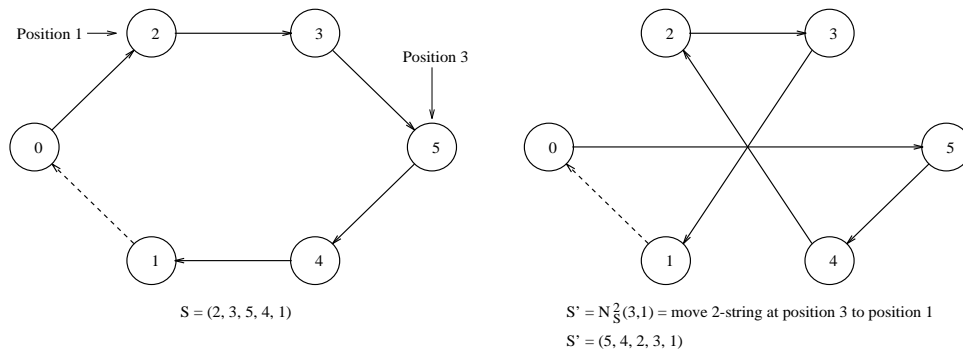 Position 1
2
3
Position 3
0
5
1
4
S = (2, 3, 5, 4, 1)
2
3
0
5
1
4
S' = N²_S(3,1) = move 2-string at position 3 to position 1
S' = (5, 4, 2, 3, 1)